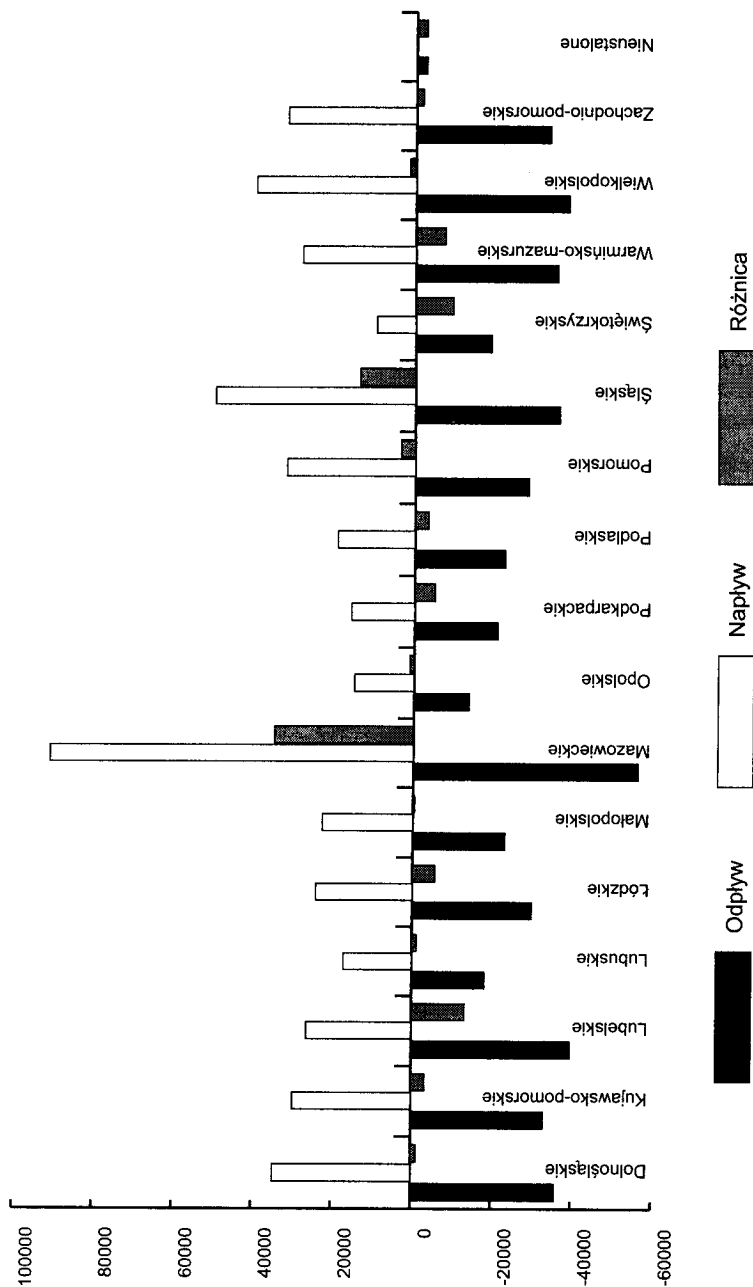 100000
80000
60000
40000
20000
0
-20000
-40000
-60000
Dolnośląskie
Kujawsko-pomorskie
Lubelskie
Lubuskie
Łódzkie
Małopolskie
Mazowieckie
Opolskie
Podkarpackie
Podlaskie
Pomorskie
Śląskie
Świętokrzyskie
Warmińsko-mazurskie
Wielkopolskie
Zachodnio-pomorskie
Nieustalone
Odpływ
Napływ
Różnica